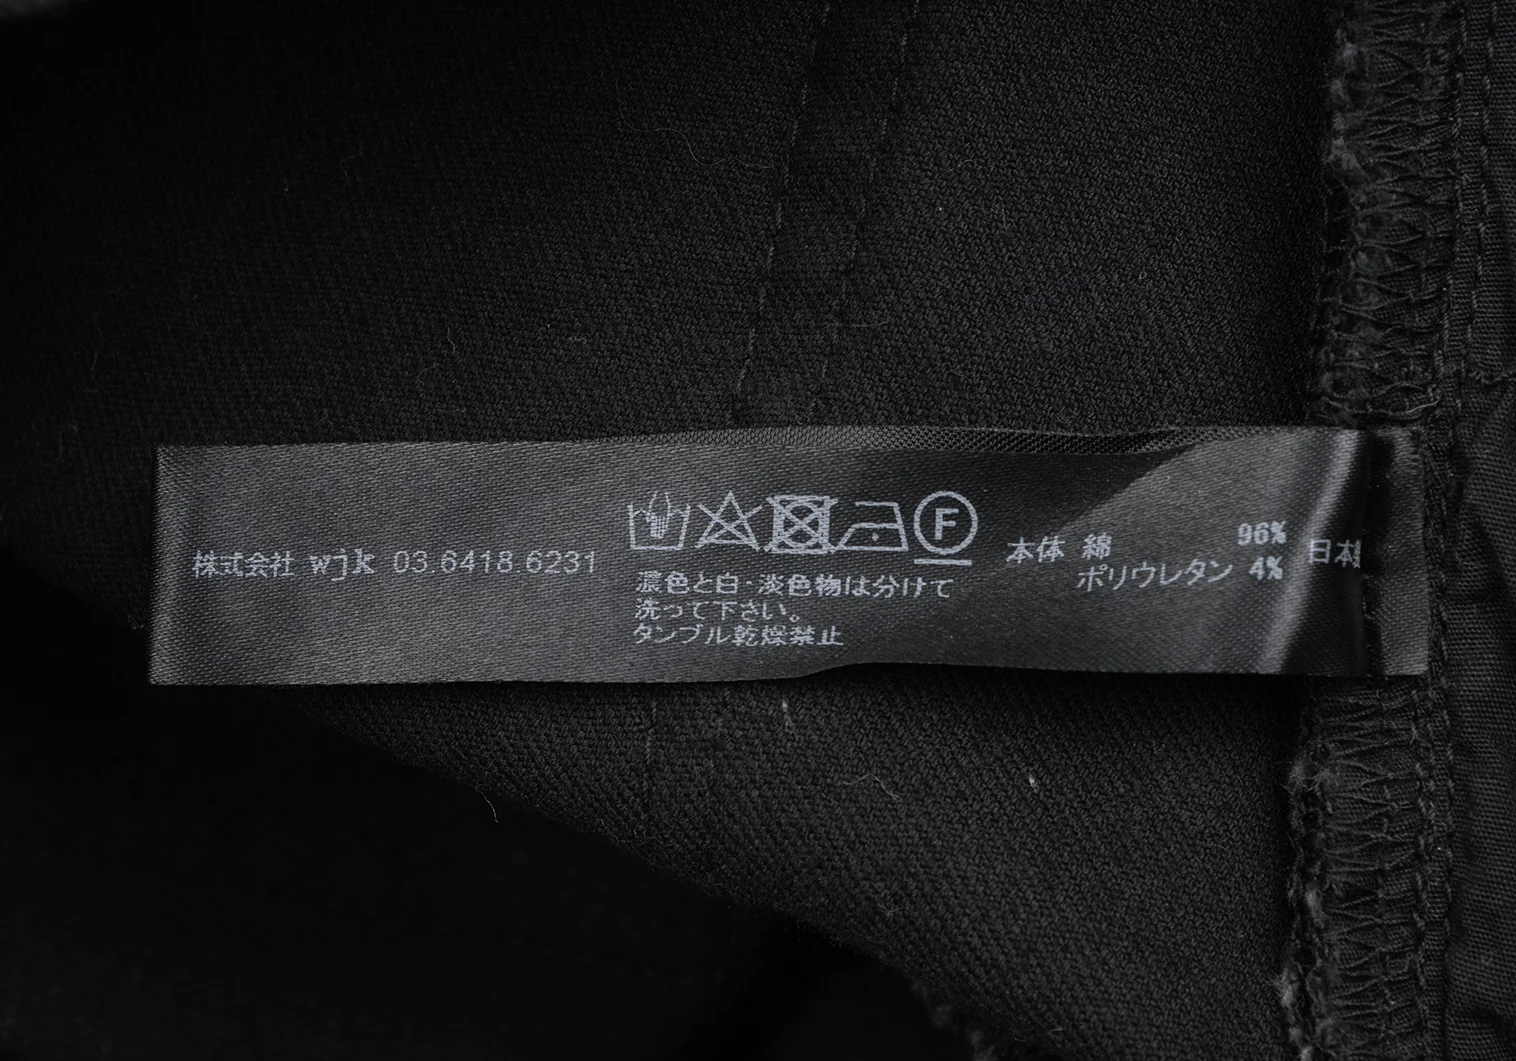 株式会社 wjk 03.6418.6231
F
濃色と白・淡色物は分けて
洗って下さい。
タンブル乾燥禁止
本体 綿 96%
ポリウレタン 4%
日本